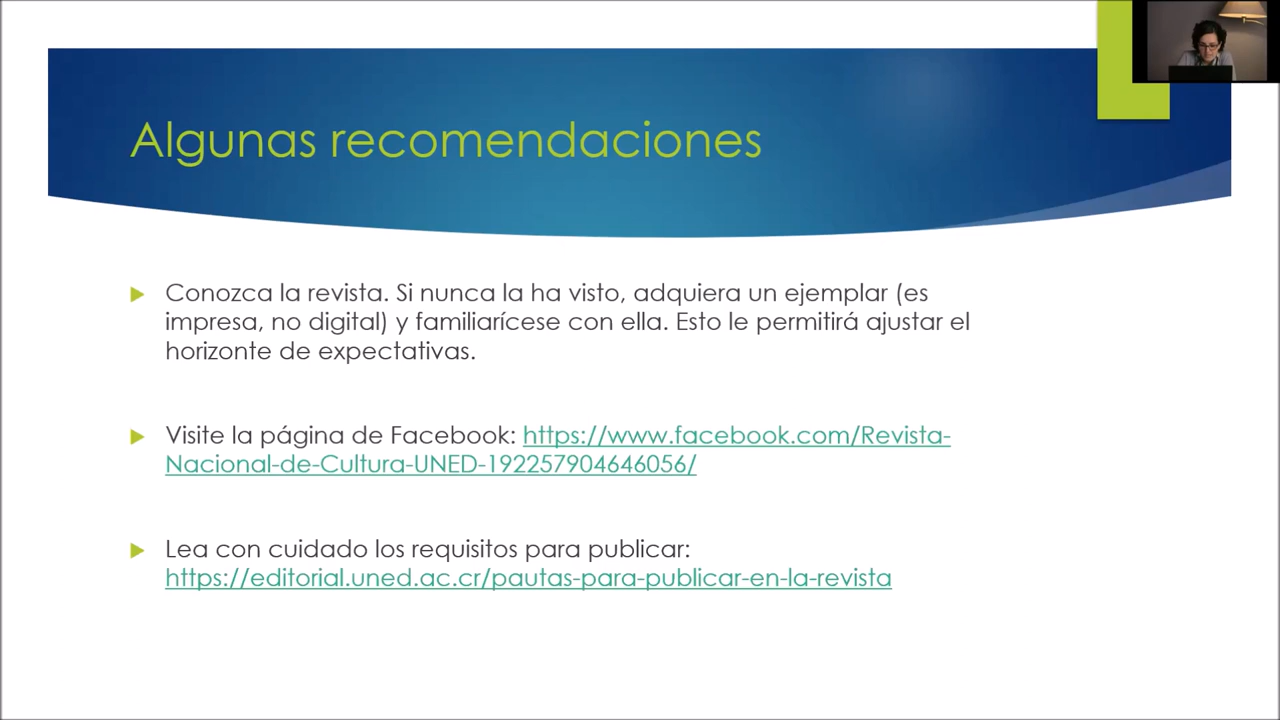 Algunas recomendaciones
Conozca la revista. Si nunca la ha visto, adquiera un ejemplar (es
impresa, no digital) y familiarícese con ella. Esto le permitirá ajustar el
horizonte de expectativas.
Visite la página de Facebook: https://www.facebook.com/Revista-
Nacional-de-Cultura-UNED-192257904646056/
Lea con cuidado los requisitos para publicar:
https://editorial.uned.ac.cr/pautas-para-publicar-en-la-revista